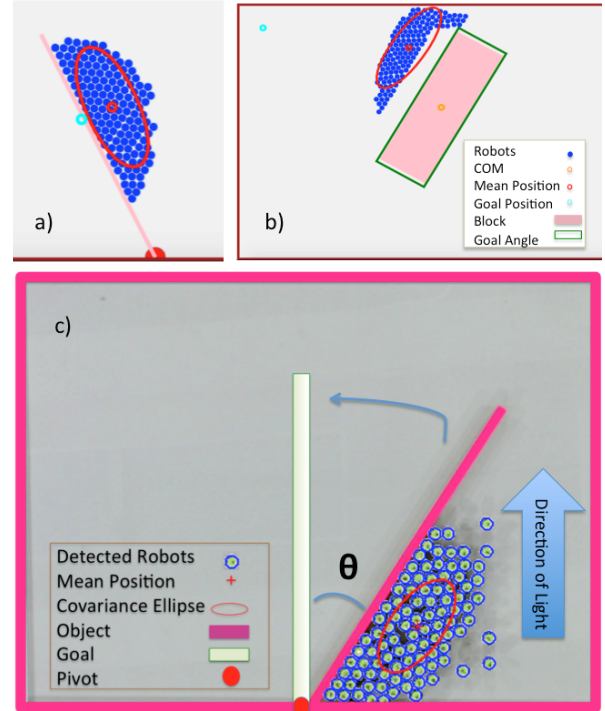 a)
b)
Robots
COM
Mean Position
Goal Position
Block
Goal Angle
c)
Direction of Light
θ
Detected Robots
Mean Position
Covariance Ellipse
Object
Goal
Pivot